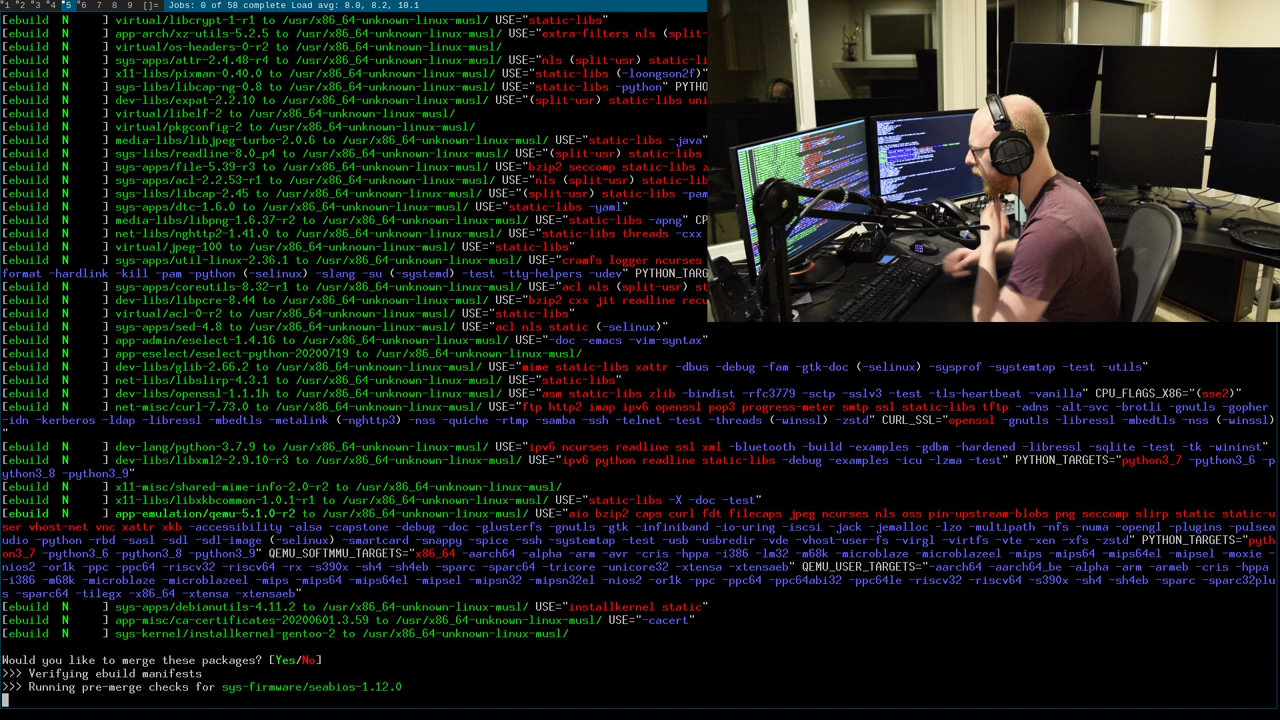 1 2 3 4 5 6 7 8 9 []= Jobs: 0 of 58 complete Load avg: 8.0, 8.2, 10.1
[ebuild N ] virtual/libcrypt-1-r1 to /usr/x86_64-unknown-linux-musl/ USE="static-libs"
[ebuild N ] app-arch/xz-utils-5.2.5 to /usr/x86_64-unknown-linux-musl/ USE="extra-filters nls (split-
[ebuild N ] virtual/os-headers-0-r2 to /usr/x86_64-unknown-linux-musl/
[ebuild N ] sys-apps/attr-2.4.48-r4 to /usr/x86_64-unknown-linux-musl/ USE="nls (split-usr) static-li
[ebuild N ] x11-libs/pixman-0.40.0 to /usr/x86_64-unknown-linux-musl/ USE="static-libs (-loongson2f)"
[ebuild N ] sys-libs/libcap-ng-0.8 to /usr/x86_64-unknown-linux-musl/ USE="static-libs -python" PYTHO
[ebuild N ] dev-libs/expat-2.2.10 to /usr/x86_64-unknown-linux-musl/ USE="(split-usr) static-libs uni
[ebuild N ] virtual/libelf-2 to /usr/x86_64-unknown-linux-musl/
[ebuild N ] virtual/pkgconfig-2 to /usr/x86_64-unknown-linux-musl/
[ebuild N ] media-libs/libjpeg-turbo-2.0.6 to /usr/x86_64-unknown-linux-musl/ USE="static-libs -java"
[ebuild N ] sys-libs/readline-8.0_p4 to /usr/x86_64-unknown-linux-musl/ USE="(split-usr) static-libs
[ebuild N ] sys-apps/file-5.39-r3 to /usr/x86_64-unknown-linux-musl/ USE="bzip2 seccomp static-libs z
[ebuild N ] sys-apps/acl-2.2.53-r1 to /usr/x86_64-unknown-linux-musl/ USE="nls (split-usr) static-lib
[ebuild N ] sys-libs/libcap-2.45 to /usr/x86_64-unknown-linux-musl/ USE="(split-usr) static-libs -pam
[ebuild N ] sys-apps/dtc-1.6.0 to /usr/x86_64-unknown-linux-musl/ USE="static-libs -yaml"
[ebuild N ] media-libs/libpng-1.6.37-r2 to /usr/x86_64-unknown-linux-musl/ USE="static-libs -apng" CP
[ebuild N ] net-libs/nghttp2-1.41.0 to /usr/x86_64-unknown-linux-musl/ USE="static-libs threads -cxx
[ebuild N ] virtual/jpeg-100 to /usr/x86_64-unknown-linux-musl/ USE="static-libs"
[ebuild N ] sys-apps/util-linux-2.36.1 to /usr/x86_64-unknown-linux-musl/ USE="cramfs logger ncurses
format -hardlink -kill -pam -python (-selinux) -slang -su (-systemd) -test -tty-helpers -udev" PYTHON_TARG
[ebuild N ] sys-apps/coreutils-8.32-r1 to /usr/x86_64-unknown-linux-musl/ USE="acl nls (split-usr) st
[ebuild N ] dev-libs/libpcre-8.44 to /usr/x86_64-unknown-linux-musl/ USE="bzip2 cxx jit readline recu
[ebuild N ] virtual/acl-0-r2 to /usr/x86_64-unknown-linux-musl/ USE="static-libs"
[ebuild N ] sys-apps/sed-4.8 to /usr/x86_64-unknown-linux-musl/ USE="acl nls static (-selinux)"
[ebuild N ] app-admin/eselect-1.4.16 to /usr/x86_64-unknown-linux-musl/ USE="-doc -emacs -vim-syntax"
[ebuild N ] app-eselect/eselect-python-20200719 to /usr/x86_64-unknown-linux-musl/
[ebuild N ] dev-libs/glib-2.66.2 to /usr/x86_64-unknown-linux-musl/ USE="mime static-libs xattr -dbus -debug -fam -gtk-doc (-selinux) -sysprof -systemtap -test -utils"
[ebuild N ] net-libs/libslirp-4.3.1 to /usr/x86_64-unknown-linux-musl/ USE="static-libs"
[ebuild N ] dev-libs/openssl-1.1.1h to /usr/x86_64-unknown-linux-musl/ USE="asm static-libs zlib -bindist -rfc3779 -sctp -sslv3 -test -tls-heartbeat -vanilla" CPU_FLAGS_X86="(sse2)"
[ebuild N ] net-misc/curl-7.73.0 to /usr/x86_64-unknown-linux-musl/ USE="ftp http2 imap ipv6 openssl pop3 progress-meter smtp ssl static-libs tftp -adns -alt-svc -brotli -gnutls -gopher
-idn -kerberos -ldap -libressl -mbedtls -metalink (-nghttp3) -nss -quiche -rtmp -samba -ssh -telnet -test -threads (-winssl) -zstd" CURL_SSL="openssl -gnutls -libressl -mbedtls -nss (-winssl)
"
[ebuild N ] dev-lang/python-3.7.9 to /usr/x86_64-unknown-linux-musl/ USE="ipv6 ncurses readline ssl xml -bluetooth -build -examples -gdbm -hardened -libressl -sqlite -test -tk -wininst"
[ebuild N ] dev-libs/libxml2-2.9.10-r3 to /usr/x86_64-unknown-linux-musl/ USE="ipv6 python readline static-libs -debug -examples -icu -lzma -test" PYTHON_TARGETS="python3_7 -python3_6 -p
ython3_8 -python3_9"
[ebuild N ] x11-misc/shared-mime-info-2.0-r2 to /usr/x86_64-unknown-linux-musl/
[ebuild N ] x11-libs/libxkbcommon-1.0.1-r1 to /usr/x86_64-unknown-linux-musl/ USE="static-libs -X -doc -test"
[ebuild N ] app-emulation/qemu-5.1.0-r2 to /usr/x86_64-unknown-linux-musl/ USE="aio bzip2 caps curl fdt filecaps jpeg ncurses nls oss pin-upstream-blobs png seccomp slirp static static-u
ser vhost-net vnc xattr xkb -accessibility -alsa -capstone -debug -doc -glusterfs -gnutls -gtk -infiniband -io-uring -iscsi -jack -jemalloc -lzo -multipath -nfs -numa -opengl -plugins -pulsea
udio -python -rbd -sasl -sdl -sdl-image (-selinux) -smartcard -snappy -spice -ssh -systemtap -test -usb -usbredir -vde -vhost-user-fs -virgl -virtfs -vte -xen -xfs -zstd" PYTHON_TARGETS="pyth
on3_7 -python3_6 -python3_8 -python3_9" QEMU_SOFTMMU_TARGETS="x86_64 -aarch64 -alpha -arm -avr -cris -hppa -i386 -lm32 -m68k -microblaze -microblazeel -mips -mips64 -mips64el -mipsel -moxie -
nios2 -or1k -ppc -ppc64 -riscv32 -riscv64 -rx -s390x -sh4 -sh4eb -sparc -sparc64 -tricore -unicore32 -xtensa -xtensaeb" QEMU_USER_TARGETS="-aarch64 -aarch64_be -alpha -arm -armeb -cris -hppa
-i386 -m68k -microblaze -microblazeel -mips -mips64 -mips64el -mipsel -mipsn32 -mipsn32el -nios2 -or1k -ppc -ppc64 -ppc64abi32 -ppc64le -riscv32 -riscv64 -s390x -sh4 -sh4eb -sparc -sparc32plu
s -sparc64 -tilegx -x86_64 -xtensa -xtensaeb"
[ebuild N ] sys-apps/debianutils-4.11.2 to /usr/x86_64-unknown-linux-musl/ USE="installkernel static"
[ebuild N ] app-misc/ca-certificates-20200601.3.59 to /usr/x86_64-unknown-linux-musl/ USE="-cacert"
[ebuild N ] sys-kernel/installkernel-gentoo-2 to /usr/x86_64-unknown-linux-musl/
Would you like to merge these packages? [Yes/No]
>>> Verifying ebuild manifests
>>> Running pre-merge checks for sys-firmware/seabios-1.12.0